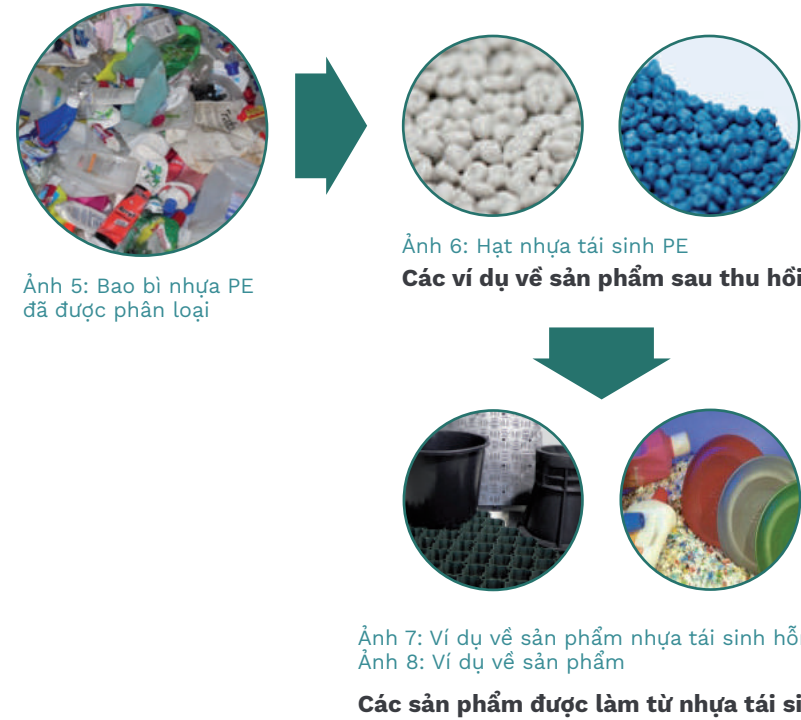 Ảnh 5: Bao bì nhựa PE
đã được phân loại
Ảnh 6: Hạt nhựa tái sinh PE
Các ví dụ về sản phẩm sau thu hồi
Ảnh 7: Ví dụ về sản phẩm nhựa tái sinh
Ảnh 8: Ví dụ về sản phẩm
Các sản phẩm được làm từ nhựa tái